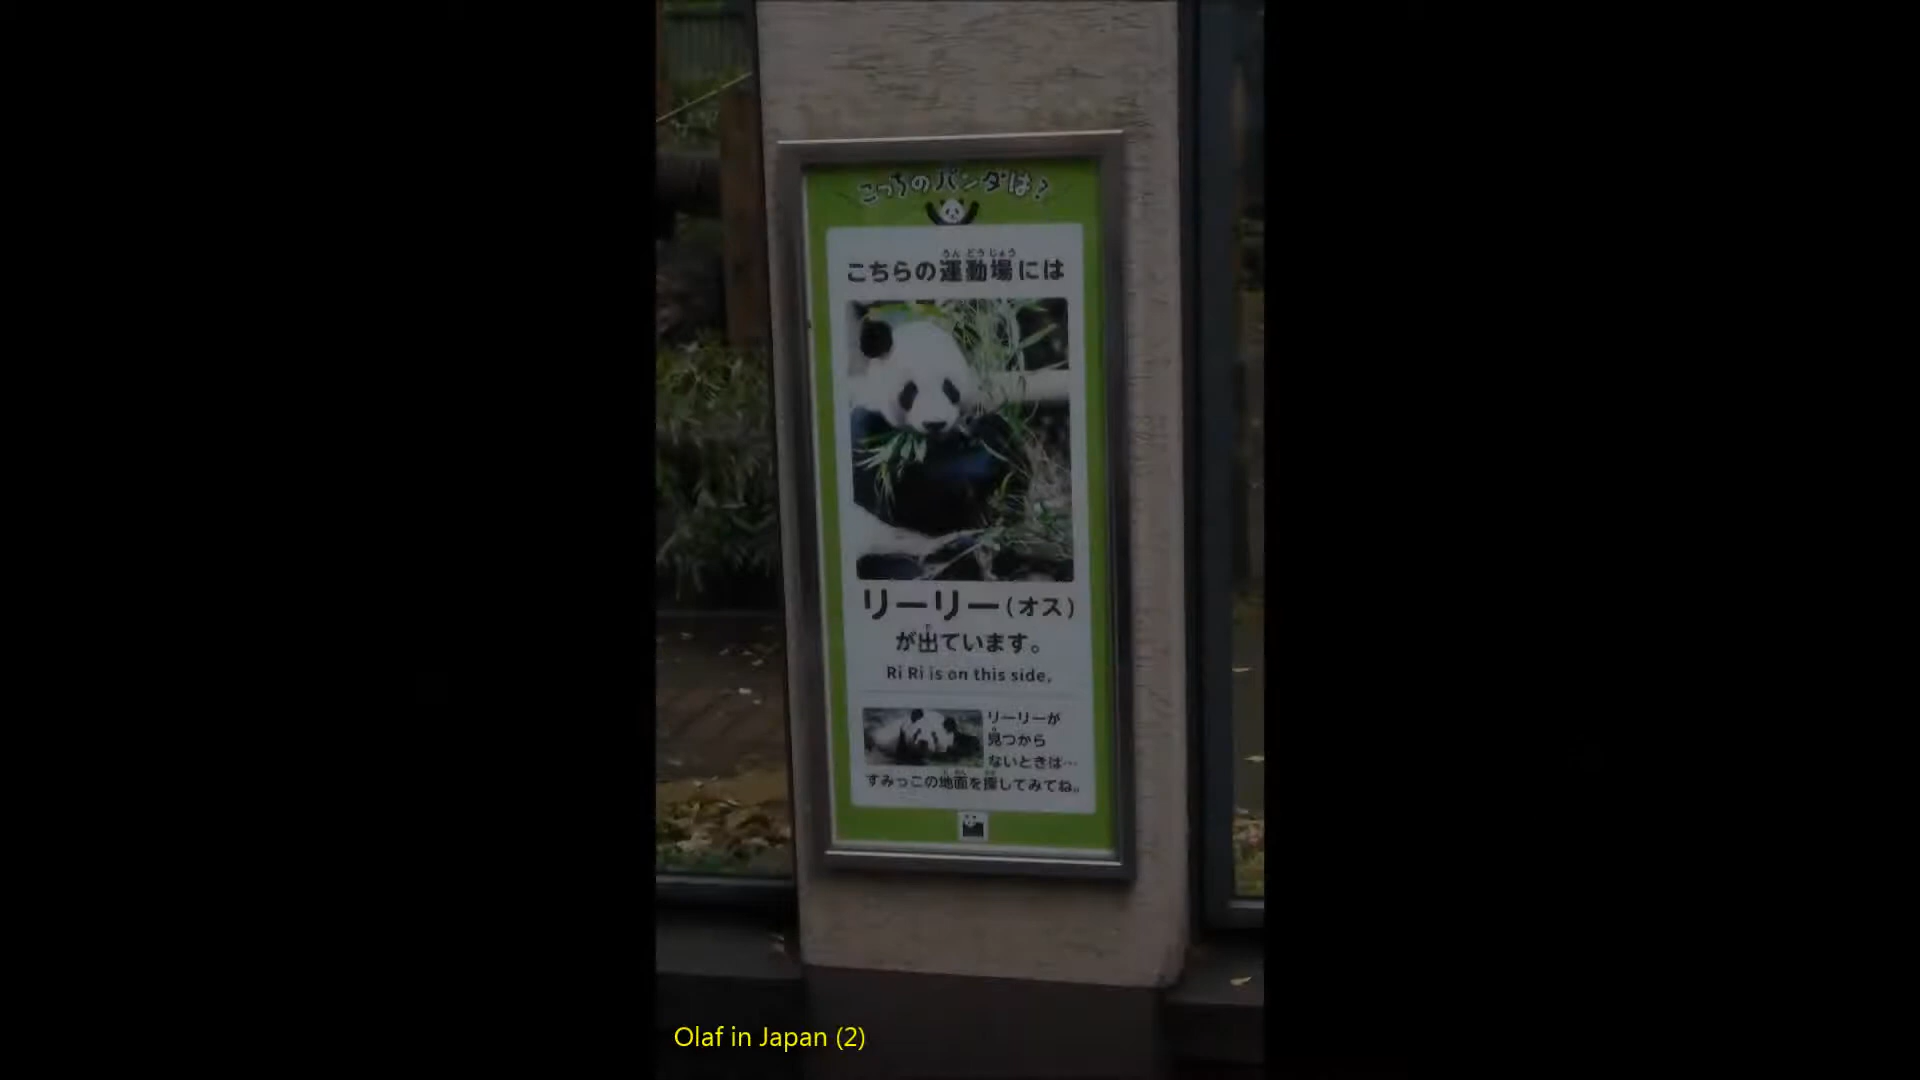 こっちのパンダは?
うんどうじょう
こちらの運動場には
リーリー(オス)
が出ています。
Ri Ri is on this side.
リーリーが
見つから
ないときは…
すみっこの地面を探してみてね。
Olaf in Japan (2)